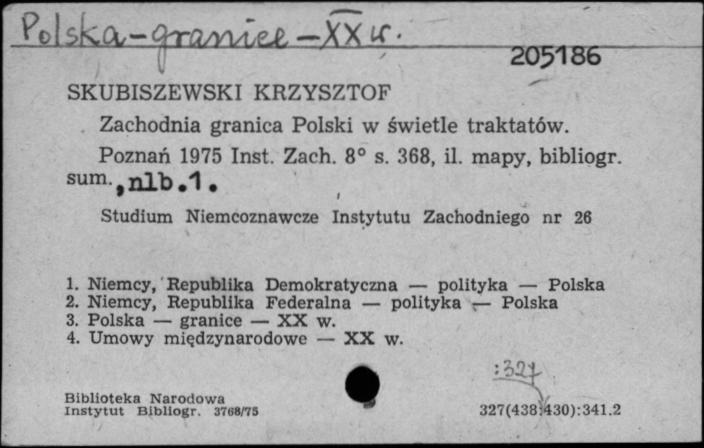 Polska - granice - XX w.
205186
SKUBISZEWSKI KRZYSZTOF
Zachodnia granica Polski w świetle traktatów.
Poznań 1975 Inst. Zach. 8° s. 368, il. mapy, bibliogr.
sum., nlb.1.
Studium Niemcoznawcze Instytutu Zachodniego nr 26
1. Niemcy, Republika Demokratyczna — polityka — Polska
2. Niemcy, Republika Federalna — polityka — Polska
3. Polska — granice — XX w.
4. Umowy międzynarodowe — XX w.
:327
Biblioteka Narodowa
Instytut Bibliogr. 3768/75
327(438:430):341.2